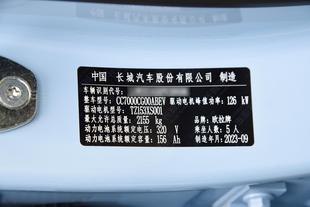 中国 长城汽车股份有限公司 制造
车辆识别代号
整车型号 CC7000CG00ABEV 驱动电机峰值功率:126 kW
驱动电机型号:TZ153XS001
最大允许总质量:2155 kg 品牌:欧拉牌
动力电池系统额定电压:320 V 乘坐人数:5 人
动力电池系统额定容量:156 Ah 制造年月:2023-09